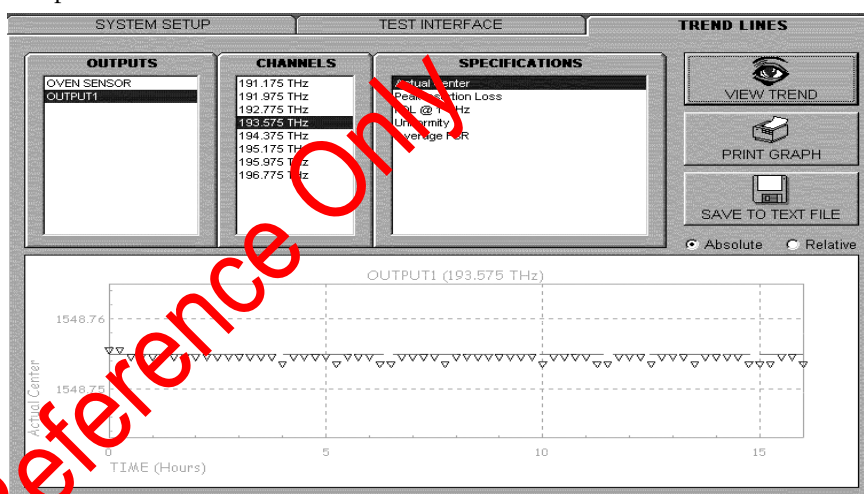 SYSTEM SETUP
TEST INTERFACE
TREND LINES
OUTPUTS
OVEN SENSOR
OUTPUT1
CHANNELS
191.175 THz
191.975 THz
192.775 THz
193.575 THz
194.375 THz
195.175 THz
195.975 THz
196.775 THz
SPECIFICATIONS
Actual Center
Peak Insertion Loss
Uniformity
VIEW TREND
PRINT GRAPH
SAVE TO TEXT FILE
Absolute Relative
OUTPUT1 (193.575 THz)
1548.76
1548.75
Actual Center
0 5 10 15
TIME (Hours)
Reference Only